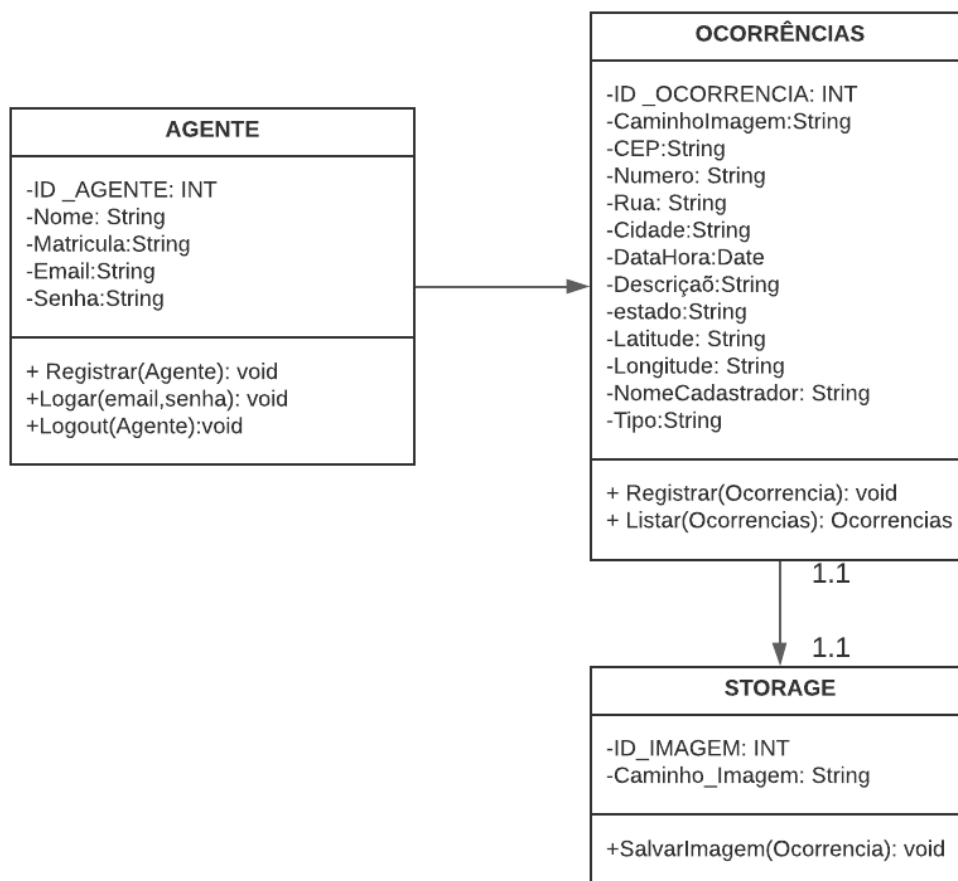 AGENTE
-ID _AGENTE: INT
-Nome: String
-Matricula:String
-Email:String
-Senha:String
+ Registrar(Agente): void
+Logar(email,senha): void
+Logout(Agente):void
OCORRÊNCIAS
-ID _OCORRENCIA: INT
-CaminhoImagem:String
-CEP:String
-Numero: String
-Rua: String
-Cidade:String
-DataHora:Date
-Descriçaõ:String
-estado:String
-Latitude: String
-Longitude: String
-NomeCadastrador: String
-Tipo:String
+ Registrar(Ocorrencia): void
+ Listar(Ocorrencias): Ocorrencias
1.1
1.1
STORAGE
-ID_IMAGEM: INT
-Caminho_Imagem: String
+SalvarImagem(Ocorrencia): void